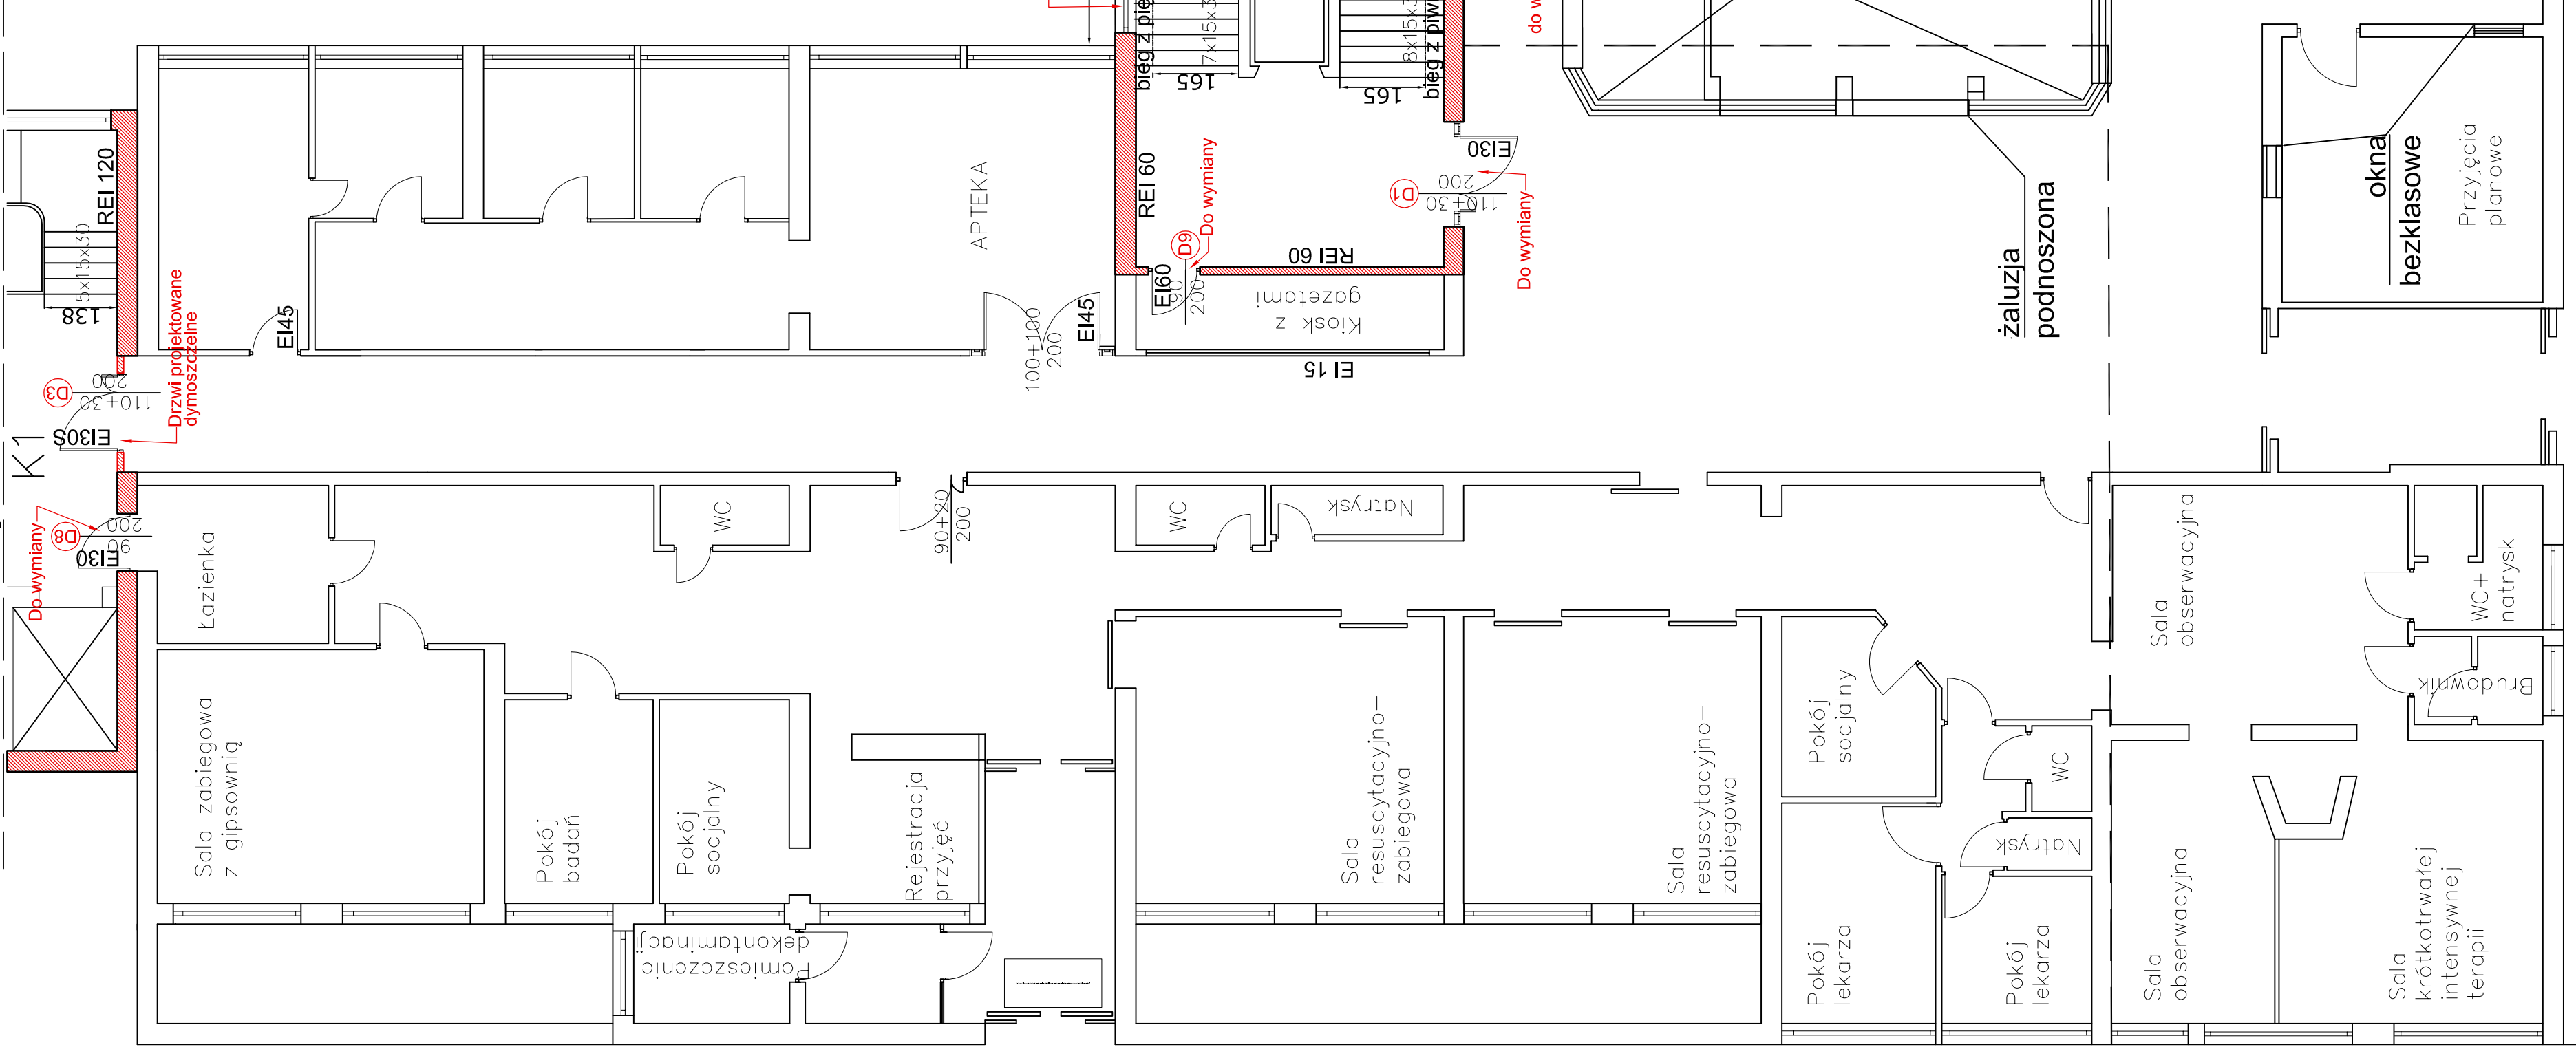 K1
REI 120
5x15x30
138
D3
200
110+30
EI30S
Drzwi projektowane
dymoszczelne
Do wymiany
D8
200
90
EI30
Łazienka
WC
EI45
APTEKA
100+100
200
EI45
7x15x3
165
8x15x3
165
REI 60
Do wymiany
D9
EI60
90
200
REI 60
Kiosk z
gazetami
EI 15
EI30
D1
200
110+30
Do wymiany
do w
żaluzja
podnoszona
okna
bezklasowe
Przyjęcia
planowe
90+20
200
WC
Natrysk
Sala
obserwacyjna
WC+
natrysk
Brudownik
Sala zabiegowa
z gipsownią
Pokój
badań
Pokój
socjalny
Rejestracja
przyjęć
Pomieszczenie
dekontaminacji
Sala
resuscytacyjno-
zabiegowa
Sala
resuscytacyjno-
zabiegowa
Pokój
socjalny
WC
Natrysk
Pokój
lekarza
Pokój
lekarza
Sala
obserwacyjna
Sala
krótkotrwałej
intensywnej
terapii